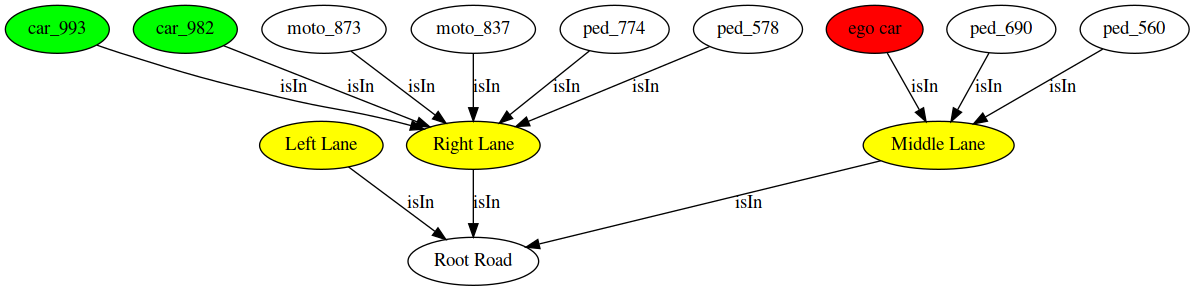 car_993
car_982
moto_873
moto_837
ped_774
ped_578
ego car
ped_690
ped_560
isIn
isIn
isIn
isIn
isIn
isIn
isIn
isIn
isIn
Left Lane
Right Lane
Middle Lane
isIn
isIn
isIn
Root Road